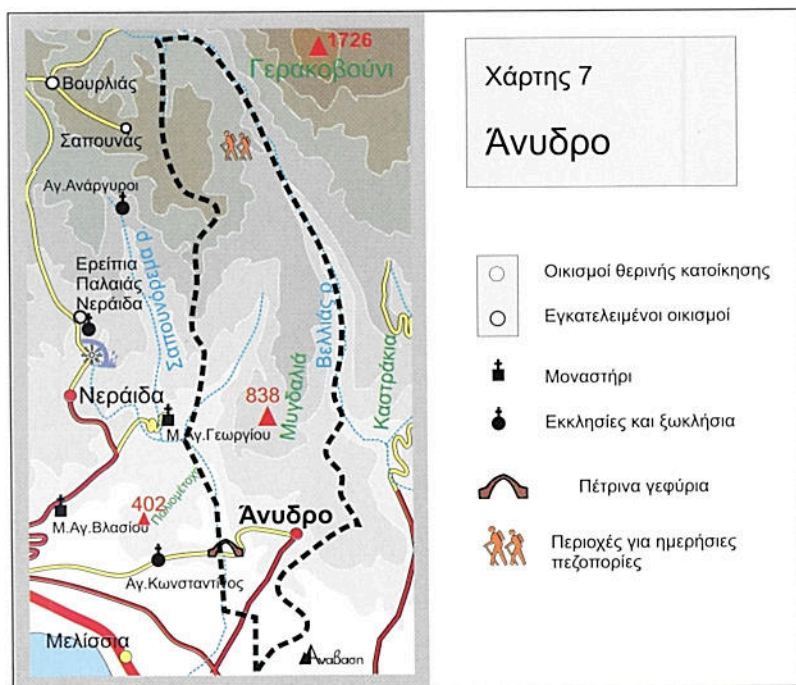 1726
Γερακοβούνι
Βουρλιάς
Σαπουνάς
Αγ.Ανάργυροι
Ερείπια
Παλαιάς
Νεράιδα
Σαπουνόρεμα ρ.
Βελλιάς ρ.
Καστράκια
Νεράιδα
838
Μυγδαλιά
Μ.Αγ.Γεωργίου
402
Παλιομέτοχο
Μ.Αγ.Βλασίου
Άνυδρο
Αγ.Κωνσταντίνος
Μελίσσια
Ανάβαση
Χάρτης 7
Άνυδρο
Οικισμοί θερινής κατοίκησης
Εγκατελειμένοι οικισμοί
Μοναστήρι
Εκκλησίες και ξωκλήσια
Πέτρινα γεφύρια
Περιοχές για ημερήσιες
πεζοπορίες